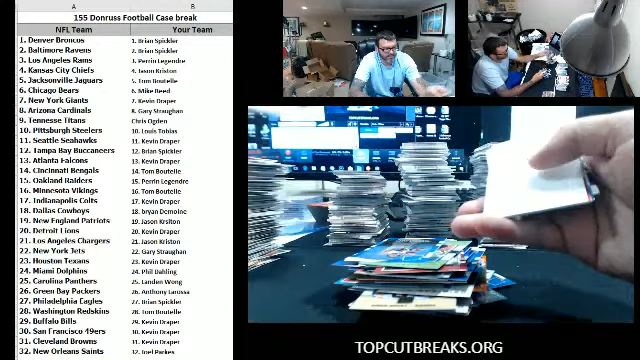 A B
155 Donruss Football Case break
NFL Team Your Team
1. Denver Broncos 1. Brian Spickler
2. Baltimore Ravens 2. Brian Spickler
3. Los Angeles Rams 3. Perrin Legendre
4. Kansas City Chiefs 4. Jason Kriston
5. Jacksonville Jaguars 5. Tom Boutelle
6. Chicago Bears 6. Mike Reed
7. New York Giants 7. Kevin Draper
8. Arizona Cardinals 8. Gary Straughan
9. Tennesse Titans Chris Ogden
10. Pittsburgh Steelers 10. Louis Tobias
11. Seattle Seahawks 11. Kevin Draper
12. Tampa Bay Buccaneers 12. Brian Spickler
13. Atlanta Falcons 13. Kevin Draper
14. Cincinnati Bengals 14. Tom Boutelle
15. Oakland Raiders 15. Perrin Legendre
16. Minnesota Vikings 16. Tom Boutelle
17. Indianapolis Colts 17. Kevin Draper
18. Dallas Cowboys 18. bryan Demoine
19. New England Patriots 19. Jason Kriston
20. Detroit Lions 20. Kevin Draper
21. Los Angeles Chargers 21. Jason Kriston
22. New York Jets 22. Gary Straughan
23. Houston Texans 23. Kevin Draper
24. Miami Dolphins 24. Phil Dahling
25. Carolina Panthers 25. Landen Wong
26. Green Bay Packers 26. Anthony Larossa
27. Philadelphia Eagles 27. Brian Spickler
28. Washington Redskins 28. Tom Boutelle
29. Buffalo Bills 29. Kevin Draper
30. San Francisco 49ers 30. Kevin Draper
31. Cleveland Browns 31. Kevin Draper
32. New Orleans Saints 32. Joel Parkes
TOPCUTBREAKS.ORG